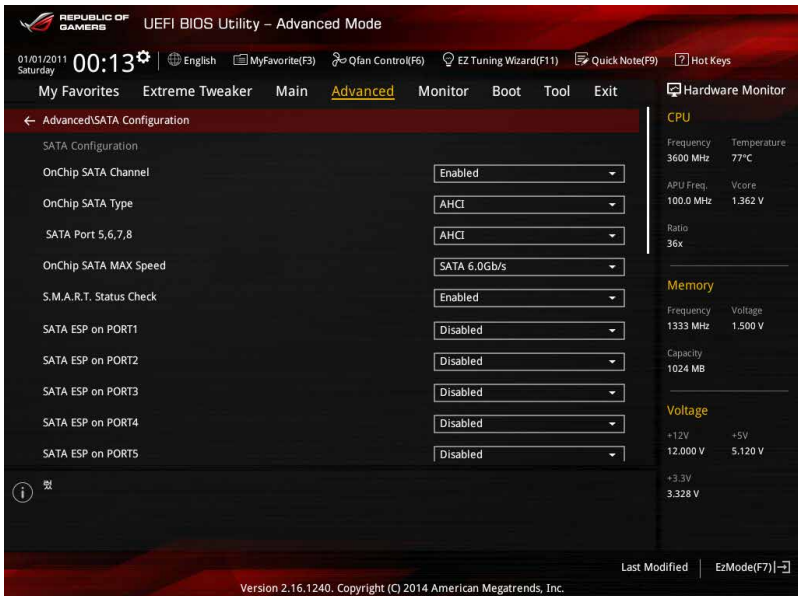 REPUBLIC OF GAMERS UEFI BIOS Utility – Advanced Mode
01/01/2011 Saturday 00:13 English MyFavorite(F3) Qfan Control(F6) EZ Tuning Wizard(F11) Quick Note(F9) ? Hot Keys
My Favorites Extreme Tweaker Main Advanced Monitor Boot Tool Exit
← Advanced\SATA Configuration
SATA Configuration
OnChip SATA Channel Enabled
OnChip SATA Type AHCI
SATA Port 5,6,7,8 AHCI
OnChip SATA MAX Speed SATA 6.0Gb/s
S.M.A.R.T. Status Check Enabled
SATA ESP on PORT1 Disabled
SATA ESP on PORT2 Disabled
SATA ESP on PORT3 Disabled
SATA ESP on PORT4 Disabled
SATA ESP on PORT5 Disabled
Hardware Monitor
CPU
Frequency Temperature
3600 MHz 77°C
APU Freq. Vcore
100.0 MHz 1.362 V
Ratio
36x
Memory
Frequency Voltage
1333 MHz 1.500 V
Capacity
1024 MB
Voltage
+12V +5V
12.000 V 5.120 V
+3.3V
3.328 V
Last Modified EzMode(F7)
Version 2.16.1240. Copyright (C) 2014 American Megatrends, Inc.